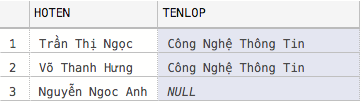 HOTEN TENLOP
1 Trần Thị Ngọc Công Nghệ Thông Tin
2 Võ Thanh Hưng Công Nghệ Thông Tin
3 Nguyễn Ngoc Anh NULL